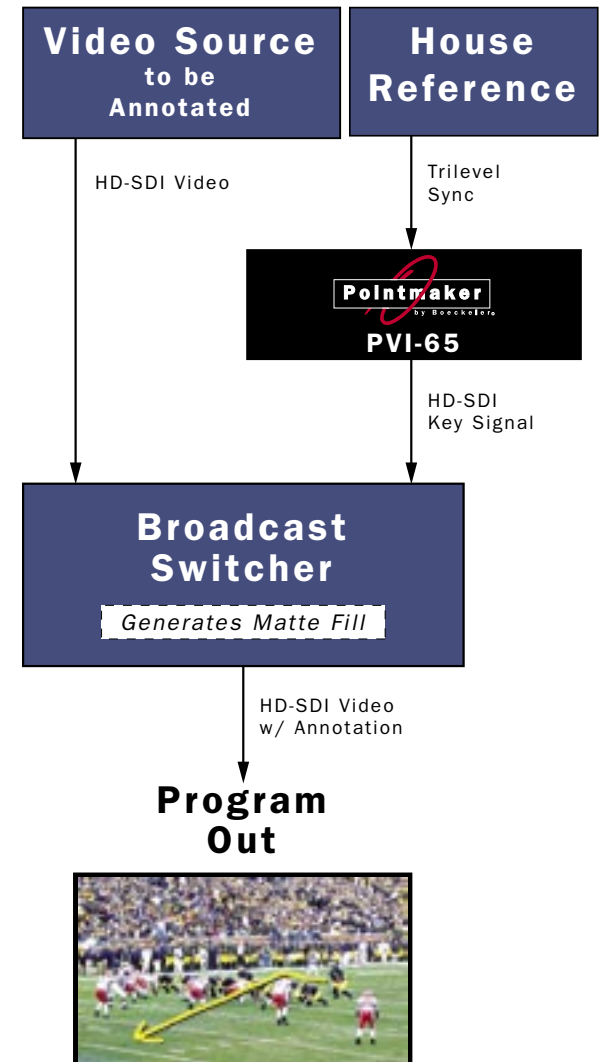 Video Source
to be
Annotated
House
Reference
HD-SDI Video
Trilevel
Sync
Pointmaker
by Boeckeler®
PVI-65
HD-SDI
Key Signal
Broadcast
Switcher
Generates Matte Fill
HD-SDI Video
w/ Annotation
Program
Out